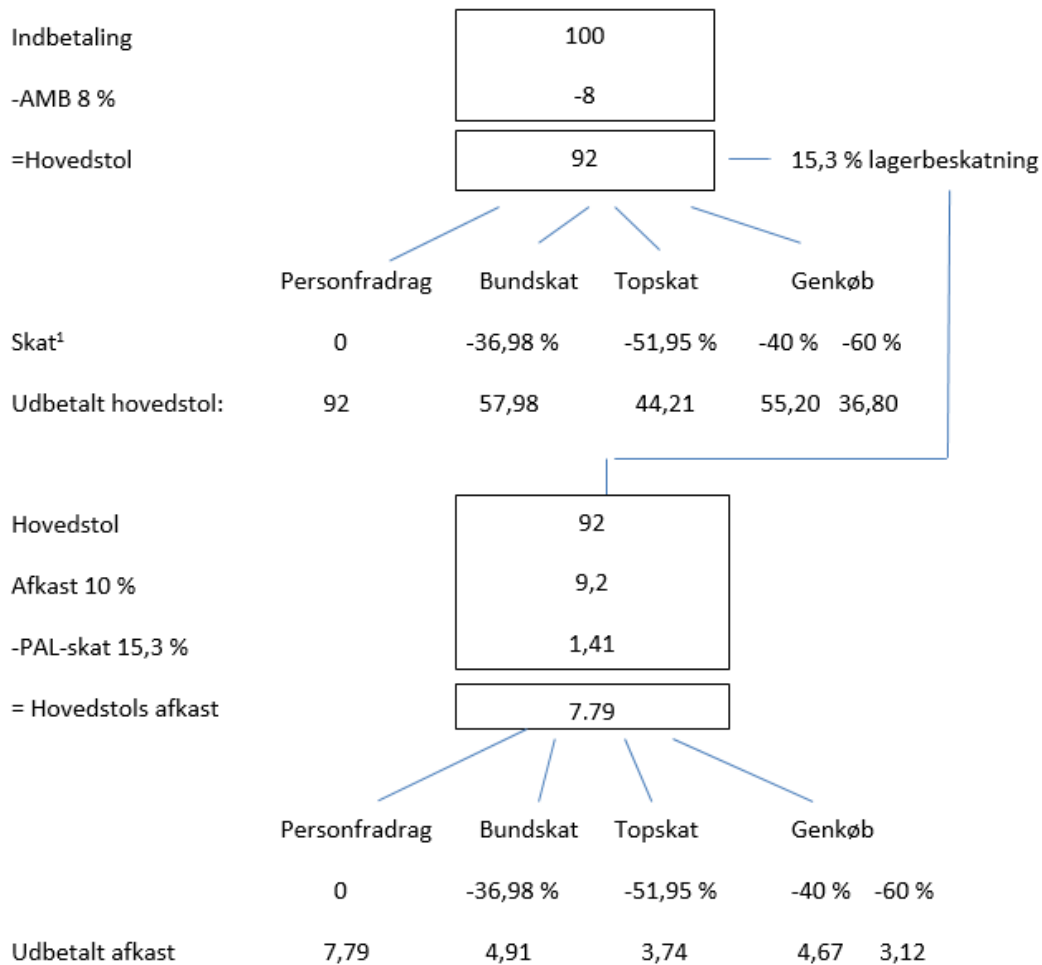 Indbetaling 100
-AMB 8 % -8
=Hovedstol 92 15,3 % lagerbeskatning
Personfradrag Bundskat Topskat Genkøb
Skat¹ 0 -36,98 % -51,95 % -40 % -60 %
Udbetalt hovedstol: 92 57,98 44,21 55,20 36,80
Hovedstol 92
Afkast 10 % 9,2
-PAL-skat 15,3 % 1,41
= Hovedstols afkast 7.79
Personfradrag Bundskat Topskat Genkøb
0 -36,98 % -51,95 % -40 % -60 %
Udbetalt afkast 7,79 4,91 3,74 4,67 3,12